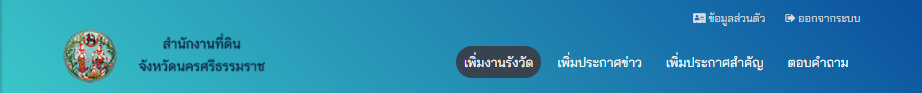 ข้อมูลส่วนตัว ออกจากระบบ
สำนักงานที่ดิน
จังหวัดนครศรีธรรมราช
เพิ่มงานรังวัด เพิ่มประกาศข่าว เพิ่มประกาศสำคัญ ตอบคำถาม